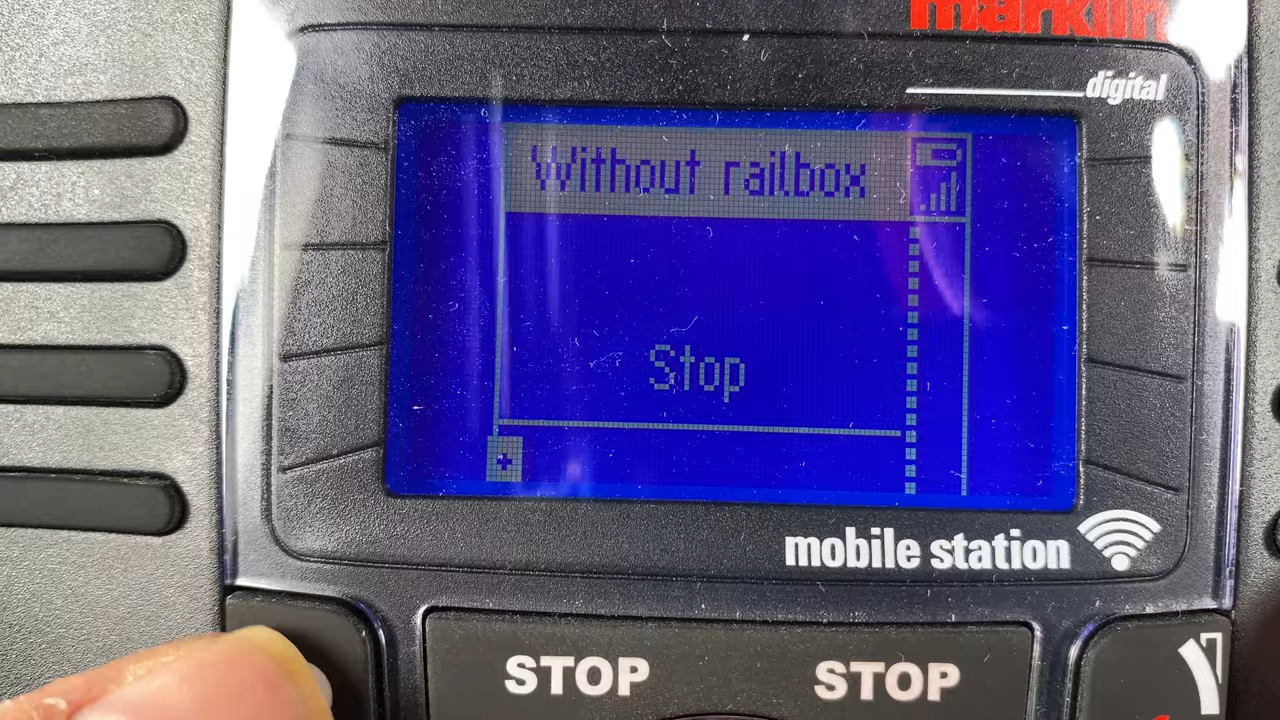 märklin
digital
Without railbox
Stop
mobile station
STOP STOP